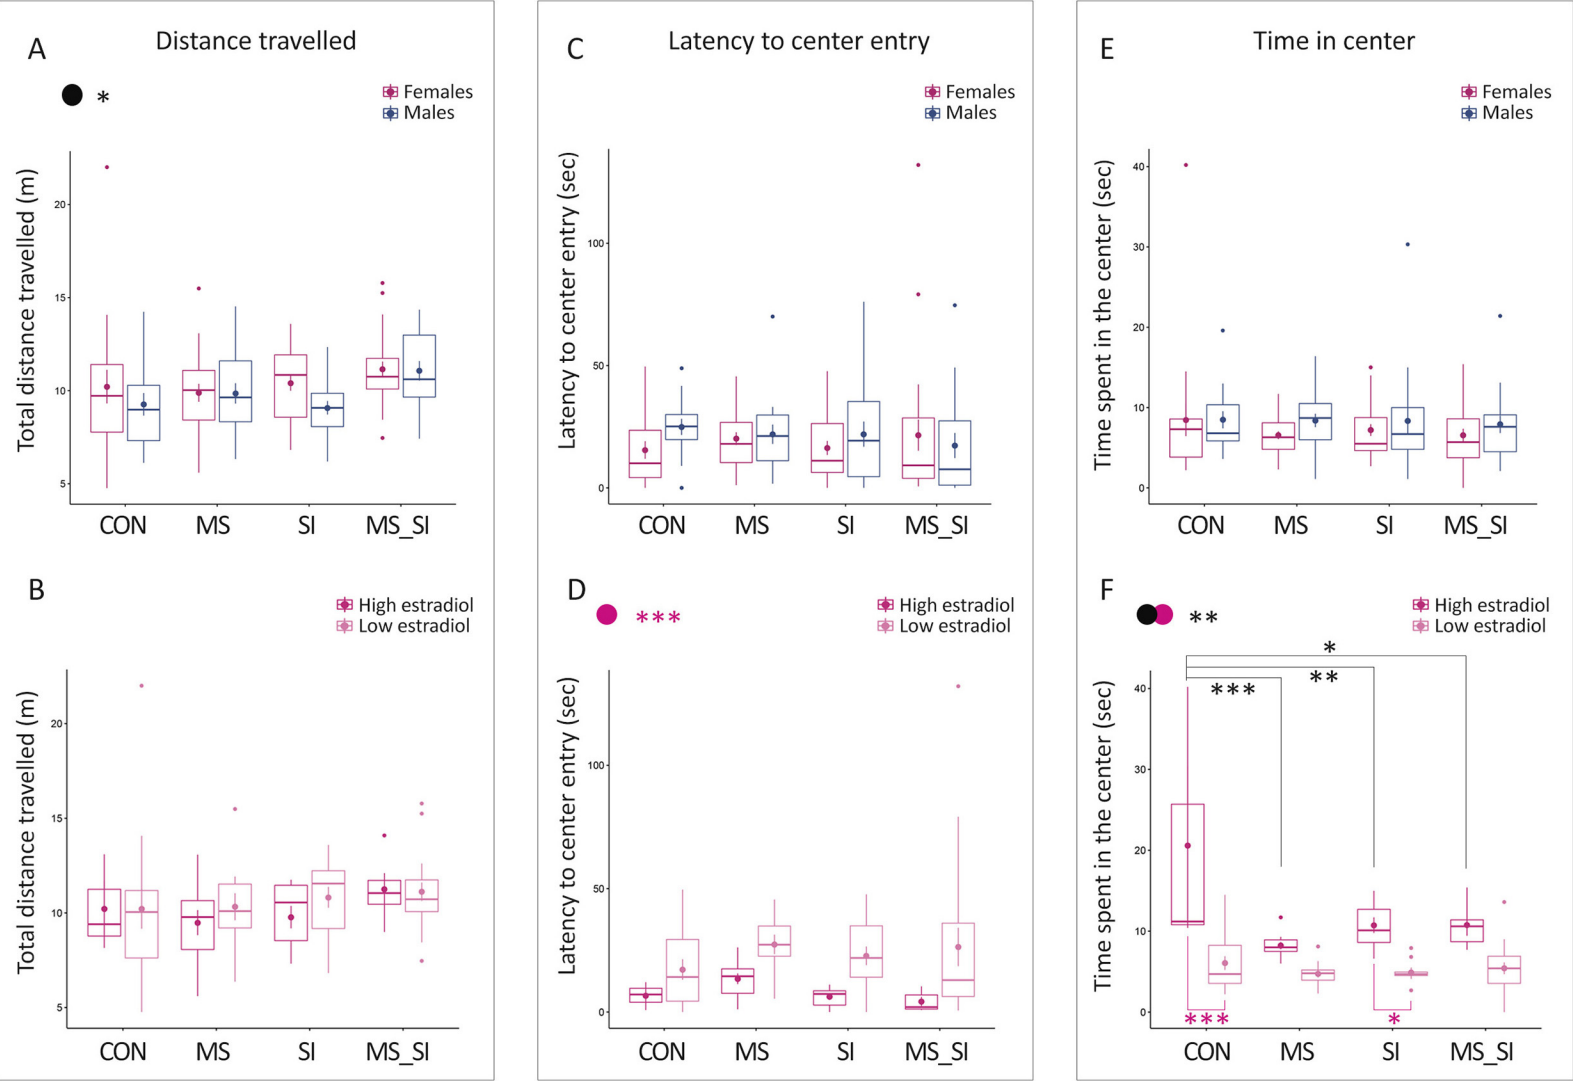 A
Distance travelled
*
Females
Males
Total distance travelled (m)
20
15
10
5
CON MS SI MS_SI
B
High estradiol
Low estradiol
Total distance travelled (m)
20
15
10
5
CON MS SI MS_SI
C
Latency to center entry
Females
Males
Latency to center entry (sec)
100
50
0
CON MS SI MS_SI
D
***
High estradiol
Low estradiol
Latency to center entry (sec)
100
50
0
CON MS SI MS_SI
E
Time in center
Females
Males
Time spent in the center (sec)
40
30
20
10
0
CON MS SI MS_SI
F
**
High estradiol
Low estradiol
*
**
***
Time spent in the center (sec)
40
30
20
10
0
*** *
CON MS SI MS_SI